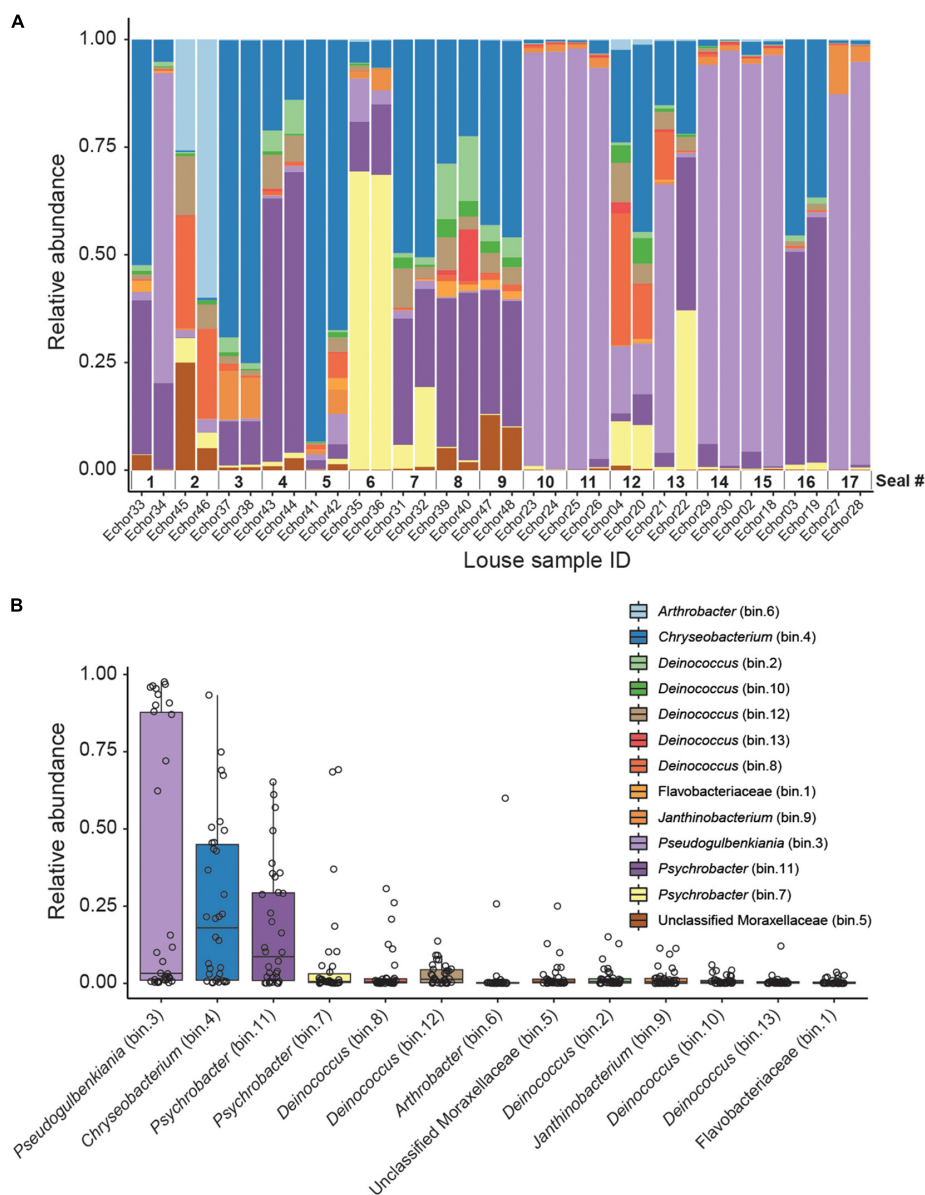 A
1.00
0.75
0.50
0.25
0.00
Relative abundance
1 2 3 4 5 6 7 8 9 10 11 12 13 14 15 16 17 Seal #
Echor33 Echor34 Echor45 Echor46 Echor37 Echor38 Echor43 Echor44 Echor41 Echor42 Echor35 Echor36 Echor31 Echor32 Echor39 Echor40 Echor47 Echor48 Echor23 Echor24 Echor25 Echor26 Echor04 Echor20 Echor21 Echor22 Echor29 Echor30 Echor02 Echor18 Echor03 Echor19 Echor27 Echor28
Louse sample ID
B
Arthrobacter (bin.6)
Chryseobacterium (bin.4)
Deinococcus (bin.2)
Deinococcus (bin.10)
Deinococcus (bin.12)
Deinococcus (bin.13)
Deinococcus (bin.8)
Flavobacteriaceae (bin.1)
Janthinobacterium (bin.9)
Pseudogulbenkiania (bin.3)
Psychrobacter (bin.11)
Psychrobacter (bin.7)
Unclassified Moraxellaceae (bin.5)
1.00
0.75
0.50
0.25
0.00
Relative abundance
Pseudogulbenkiania (bin.3)
Chryseobacterium (bin.4)
Psychrobacter (bin.11)
Psychrobacter (bin.7)
Deinococcus (bin.8)
Deinococcus (bin.12)
Arthrobacter (bin.6)
Unclassified Moraxellaceae (bin.5)
Deinococcus (bin.2)
Janthinobacterium (bin.9)
Deinococcus (bin.10)
Deinococcus (bin.13)
Flavobacteriaceae (bin.1)